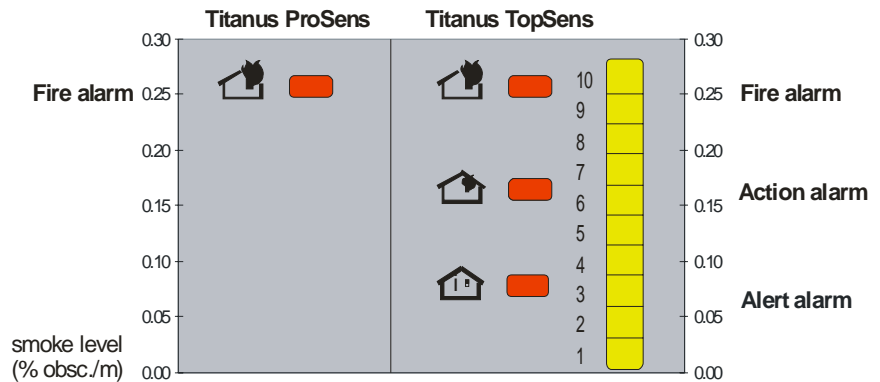 Titanus ProSens Titanus TopSens
0.30 0.30
Fire alarm 0.25 10 0.25 Fire alarm
9
0.20 8 0.20
7
0.15 6 0.15 Action alarm
5
0.10 4 0.10
3 Alert alarm
0.05 2 0.05
smoke level 1
(% obsc./m) 0.00 0.00